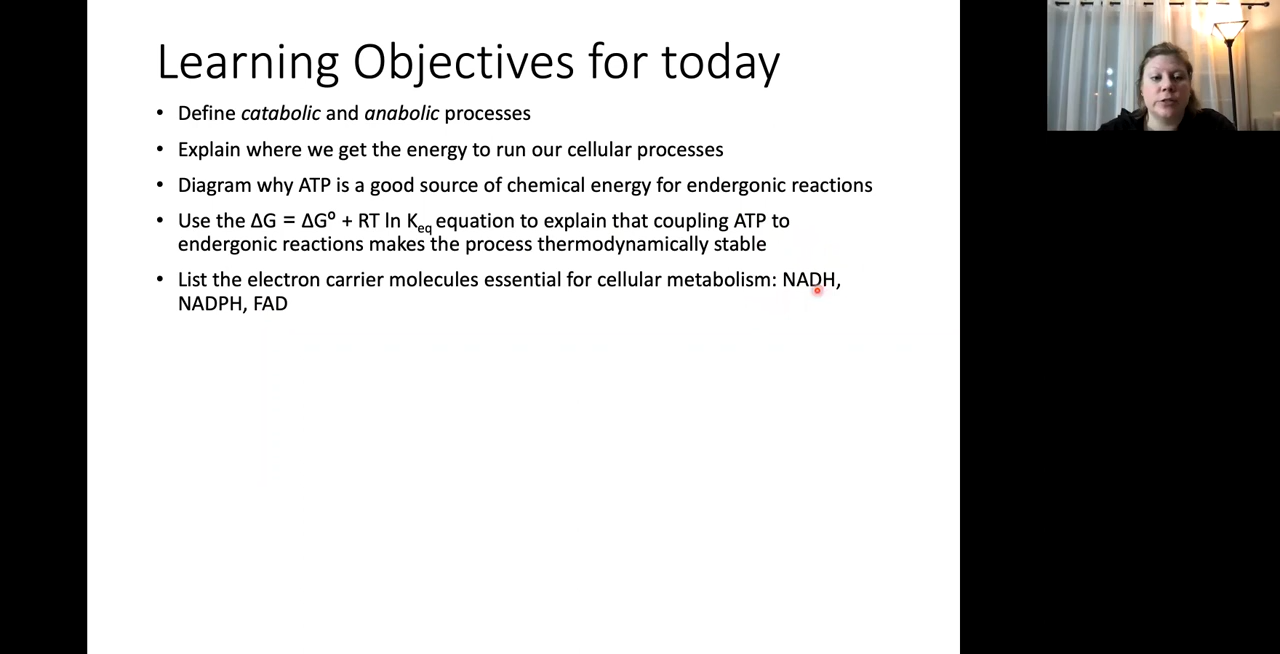 Learning Objectives for today
• Define catabolic and anabolic processes
• Explain where we get the energy to run our cellular processes
• Diagram why ATP is a good source of chemical energy for endergonic reactions
• Use the ΔG = ΔGº + RT ln Keq equation to explain that coupling ATP to
endergonic reactions makes the process thermodynamically stable
• List the electron carrier molecules essential for cellular metabolism: NADH,
NADPH, FAD